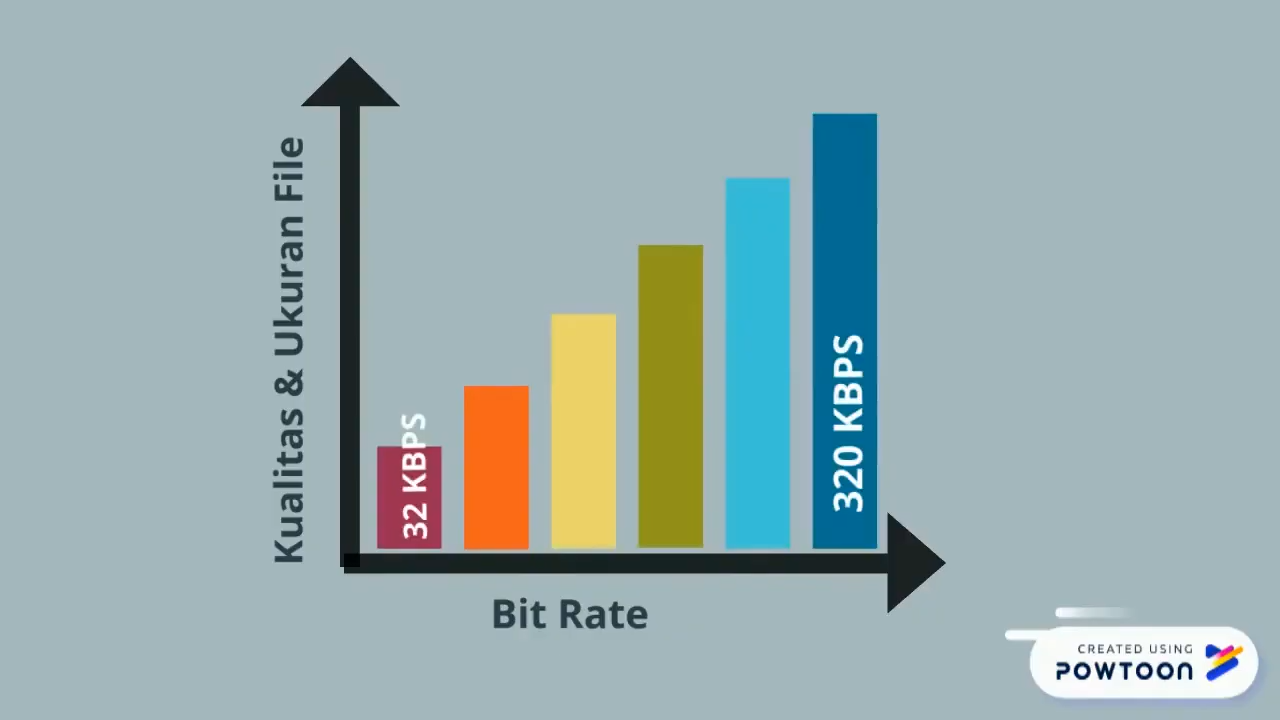 Kualitas & Ukuran File
32 KBPS
320 KBPS
Bit Rate
CREATED USING
POWTOON